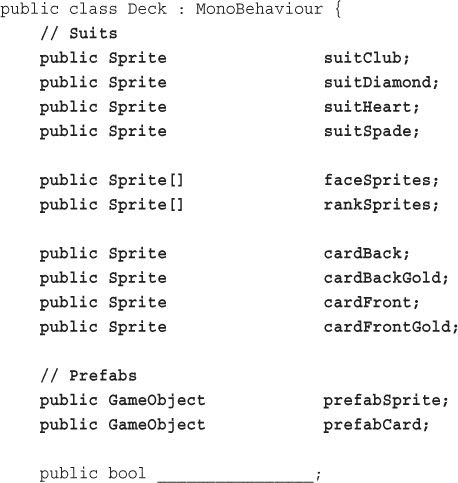 public class Deck : MonoBehaviour {
// Suits
public Sprite suitClub;
public Sprite suitDiamond;
public Sprite suitHeart;
public Sprite suitSpade;
public Sprite[] faceSprites;
public Sprite[] rankSprites;
public Sprite cardBack;
public Sprite cardBackGold;
public Sprite cardFront;
public Sprite cardFrontGold;
// Prefabs
public GameObject prefabSprite;
public GameObject prefabCard;
public bool ________________;